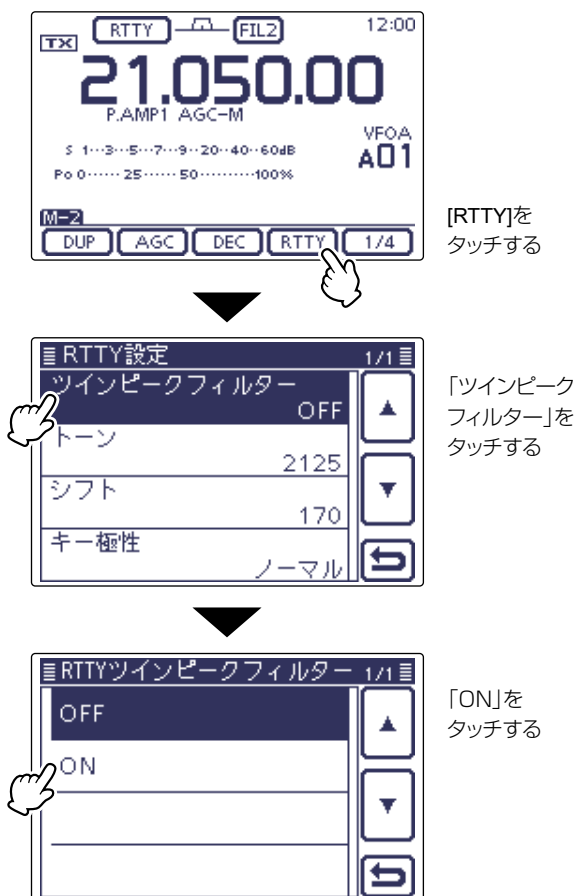 RTTY FIL2 12:00
TX
21.050.00
P.AMP1 AGC-M
VFOA
S 1···3···5···7···9··20··40··60dB
A01
Po 0······ 25······ 50··········100%
M-2
DUP AGC DEC RTTY 1/4
[RTTY]を
タッチする
RTTY設定 1/1
ツインピークフィルター
OFF
トーン
2125
シフト
170
キー極性
ノーマル
「ツインピーク
フィルター」を
タッチする
RTTYツインピークフィルター 1/1
OFF
ON
「ON」を
タッチする